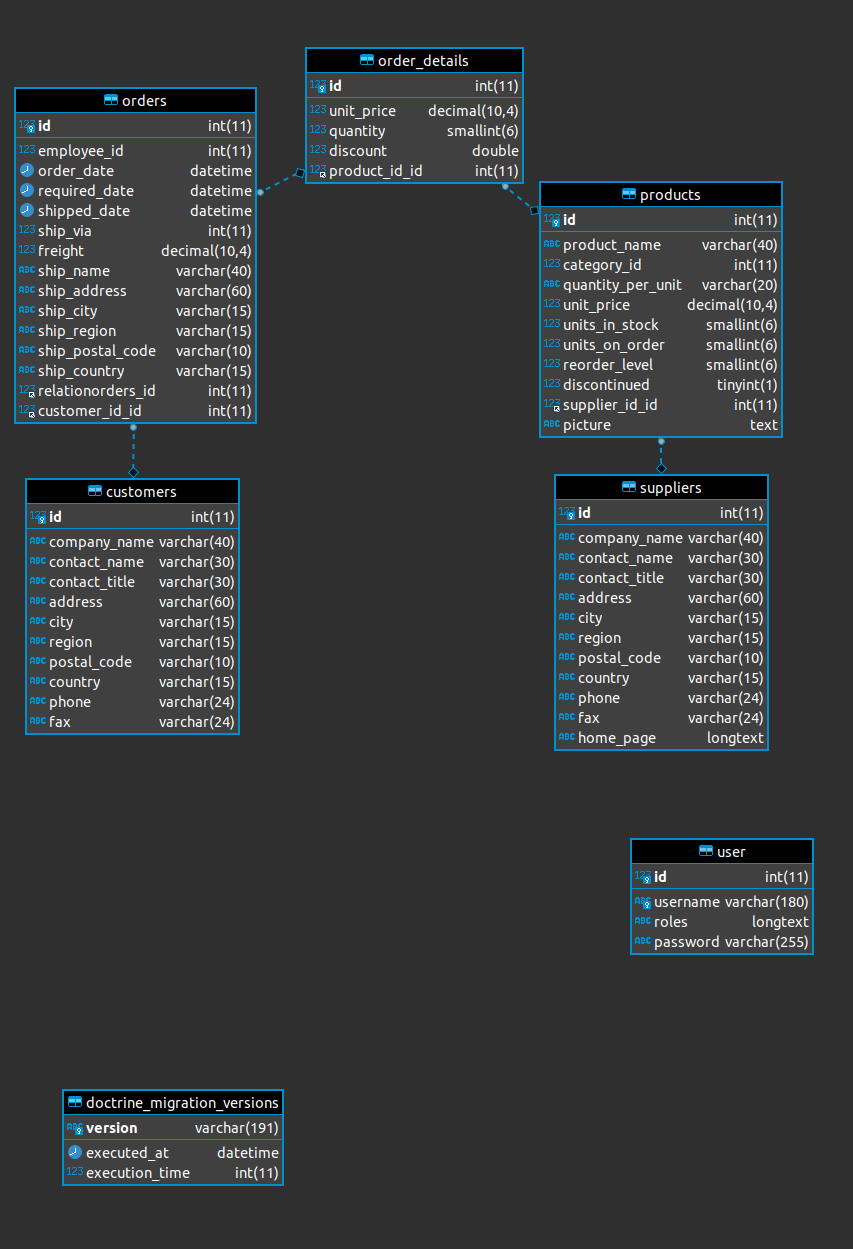 order_details
id int(11)
unit_price decimal(10,4)
quantity smallint(6)
discount double
product_id_id int(11)
orders
id int(11)
employee_id int(11)
order_date datetime
required_date datetime
shipped_date datetime
ship_via int(11)
freight decimal(10,4)
ship_name varchar(40)
ship_address varchar(60)
ship_city varchar(15)
ship_region varchar(15)
ship_postal_code varchar(10)
ship_country varchar(15)
relationorders_id int(11)
customer_id_id int(11)
products
id int(11)
product_name varchar(40)
category_id int(11)
quantity_per_unit varchar(20)
unit_price decimal(10,4)
units_in_stock smallint(6)
units_on_order smallint(6)
reorder_level smallint(6)
discontinued tinyint(1)
supplier_id_id int(11)
picture text
customers
id int(11)
company_name varchar(40)
contact_name varchar(30)
contact_title varchar(30)
address varchar(60)
city varchar(15)
region varchar(15)
postal_code varchar(10)
country varchar(15)
phone varchar(24)
fax varchar(24)
suppliers
id int(11)
company_name varchar(40)
contact_name varchar(30)
contact_title varchar(30)
address varchar(60)
city varchar(15)
region varchar(15)
postal_code varchar(10)
country varchar(15)
phone varchar(24)
fax varchar(24)
home_page longtext
user
id int(11)
username varchar(180)
roles longtext
password varchar(255)
doctrine_migration_versions
version varchar(191)
executed_at datetime
execution_time int(11)